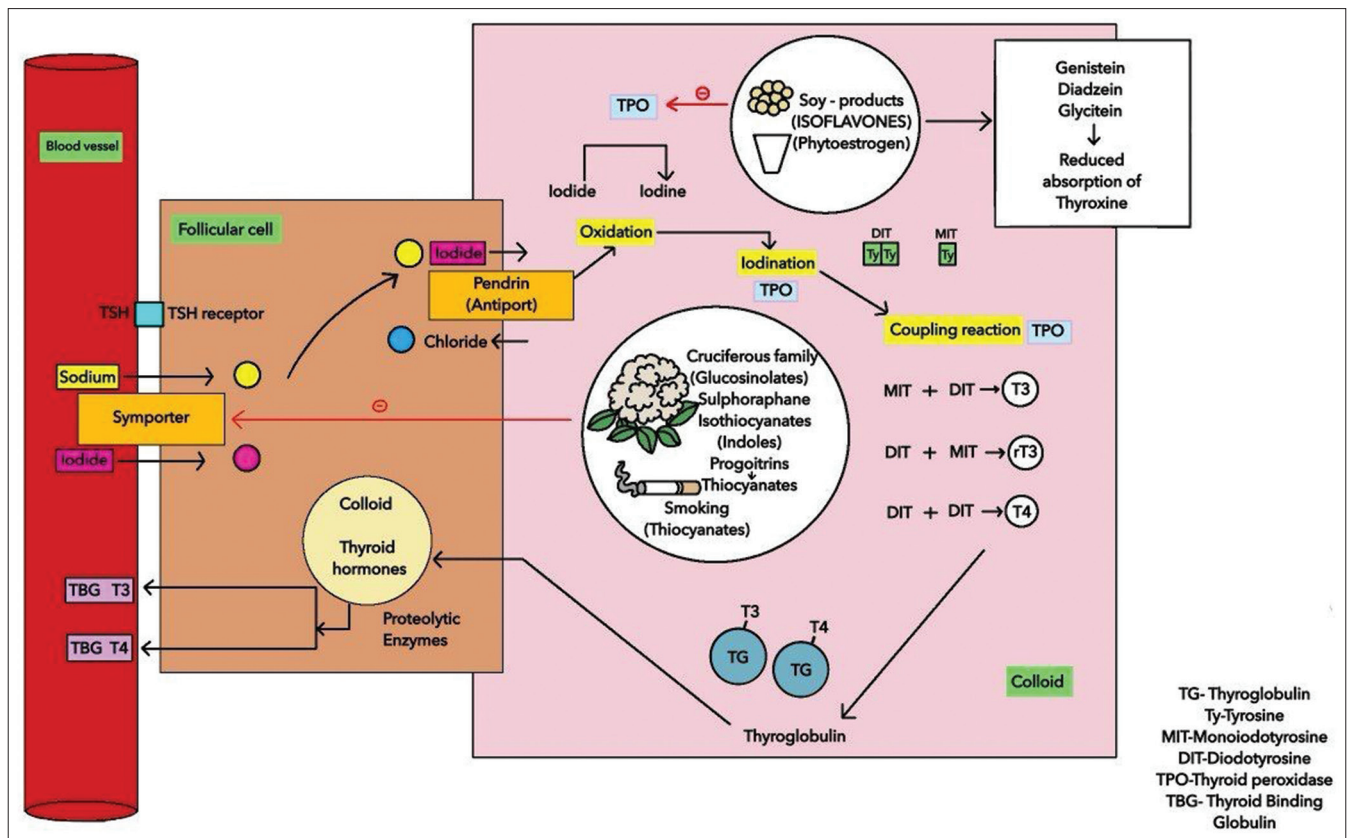 Blood vessel
Follicular cell
TSH
TSH receptor
Sodium
Symporter
Iodide
Iodide
Pendrin
(Antiport)
Chloride
Colloid
Thyroid
hormones
Proteolytic
Enzymes
TBG T3
TBG T4
TPO
Soy - products
(ISOFLAVONES)
(Phytoestrogen)
Genistein
Diadzein
Glycitein
Reduced
absorption of
Thyroxine
Iodide
Iodine
Oxidation
Iodination
TPO
DIT
Ty Ty
MIT
Ty
Coupling reaction TPO
Cruciferous family
(Glucosinolates)
Sulphoraphane
Isothiocyanates
(Indoles)
Progoitrins
Thiocyanates
Smoking
(Thiocyanates)
MIT + DIT → T3
DIT + MIT → rT3
DIT + DIT → T4
T3
TG
T4
TG
Thyroglobulin
Colloid
TG- Thyroglobulin
Ty-Tyrosine
MIT-Monoiodotyrosine
DIT-Diodotyrosine
TPO-Thyroid peroxidase
TBG- Thyroid Binding
Globulin